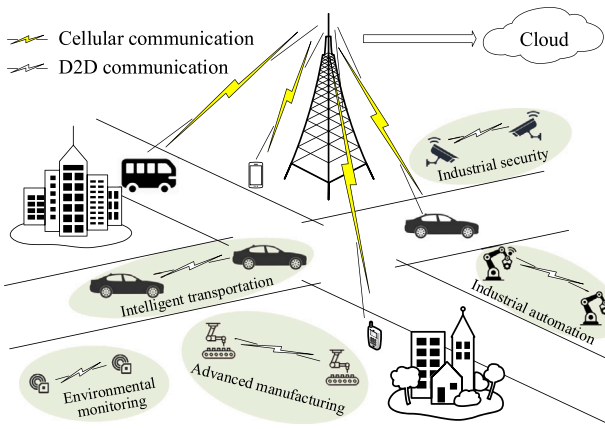 Cellular communication
D2D communication
Cloud
Industrial security
Intelligent transportation
Industrial automation
Environmental
monitoring
Advanced manufacturing